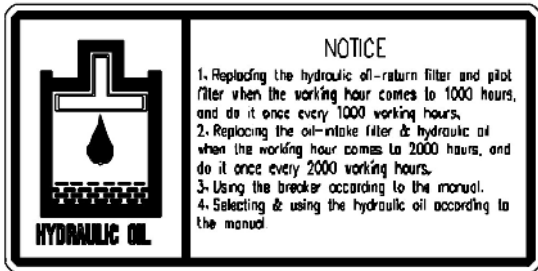 NOTICE
1. Replacing the hydraulic oil-return filter and pilot
filter when the working hour comes to 1000 hours,
and do it once every 1000 working hours.
2. Replacing the oil-intake filter & hydraulic oil
when the working hour comes to 2000 hours, and
do it once every 2000 working hours.
3. Using the breaker according to the manual.
4. Selecting & using the hydraulic oil according to
the manual.
HYDRAULIC OIL